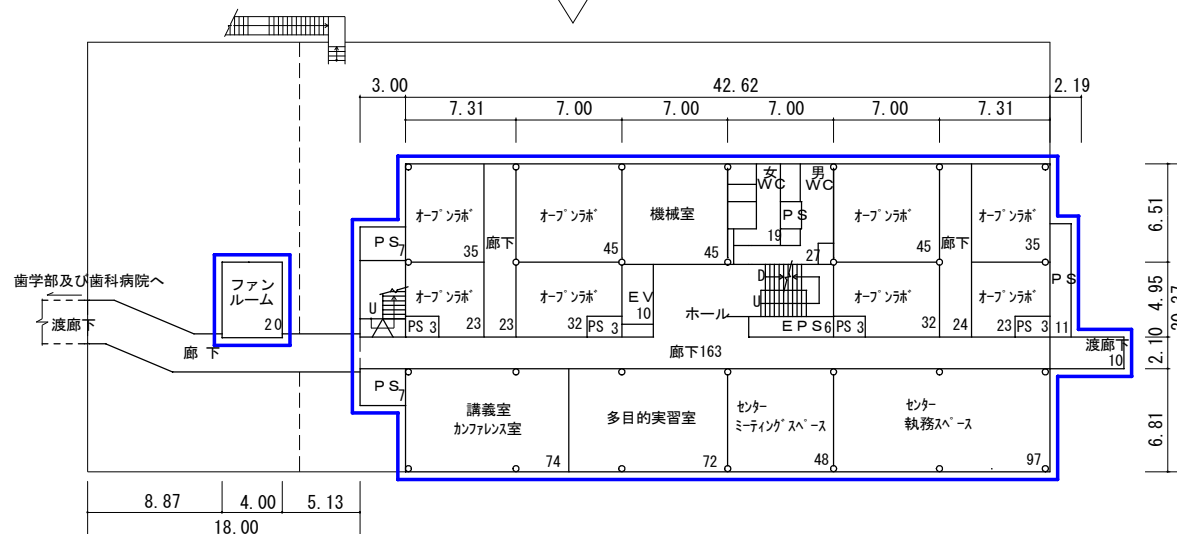 3.00
42.62
2.19
7.31
7.00
7.00
7.00
7.00
7.31
オープンラボ
35
廊下
オープンラボ
45
機械室
45
女
WC
男
WC
PS
19
27
オープンラボ
45
廊下
オープンラボ
35
6.51
PS
7
歯学部及び歯科病院へ
ファン
ルーム
20
U
オープンラボ
PS 3
23
23
オープンラボ
32
PS 3
EV
10
ホール
D
U
EPS6
オープンラボ
PS 3
32
24
オープンラボ
23
PS 3
PS
11
4.95
20.37
渡廊下
廊 下
廊下163
渡廊下
10
2.10
PS
7
講義室
カンファレンス室
74
多目的実習室
72
センター
ミーティングスペース
48
センター
執務スペース
97
6.81
8.87
4.00
5.13
18.00